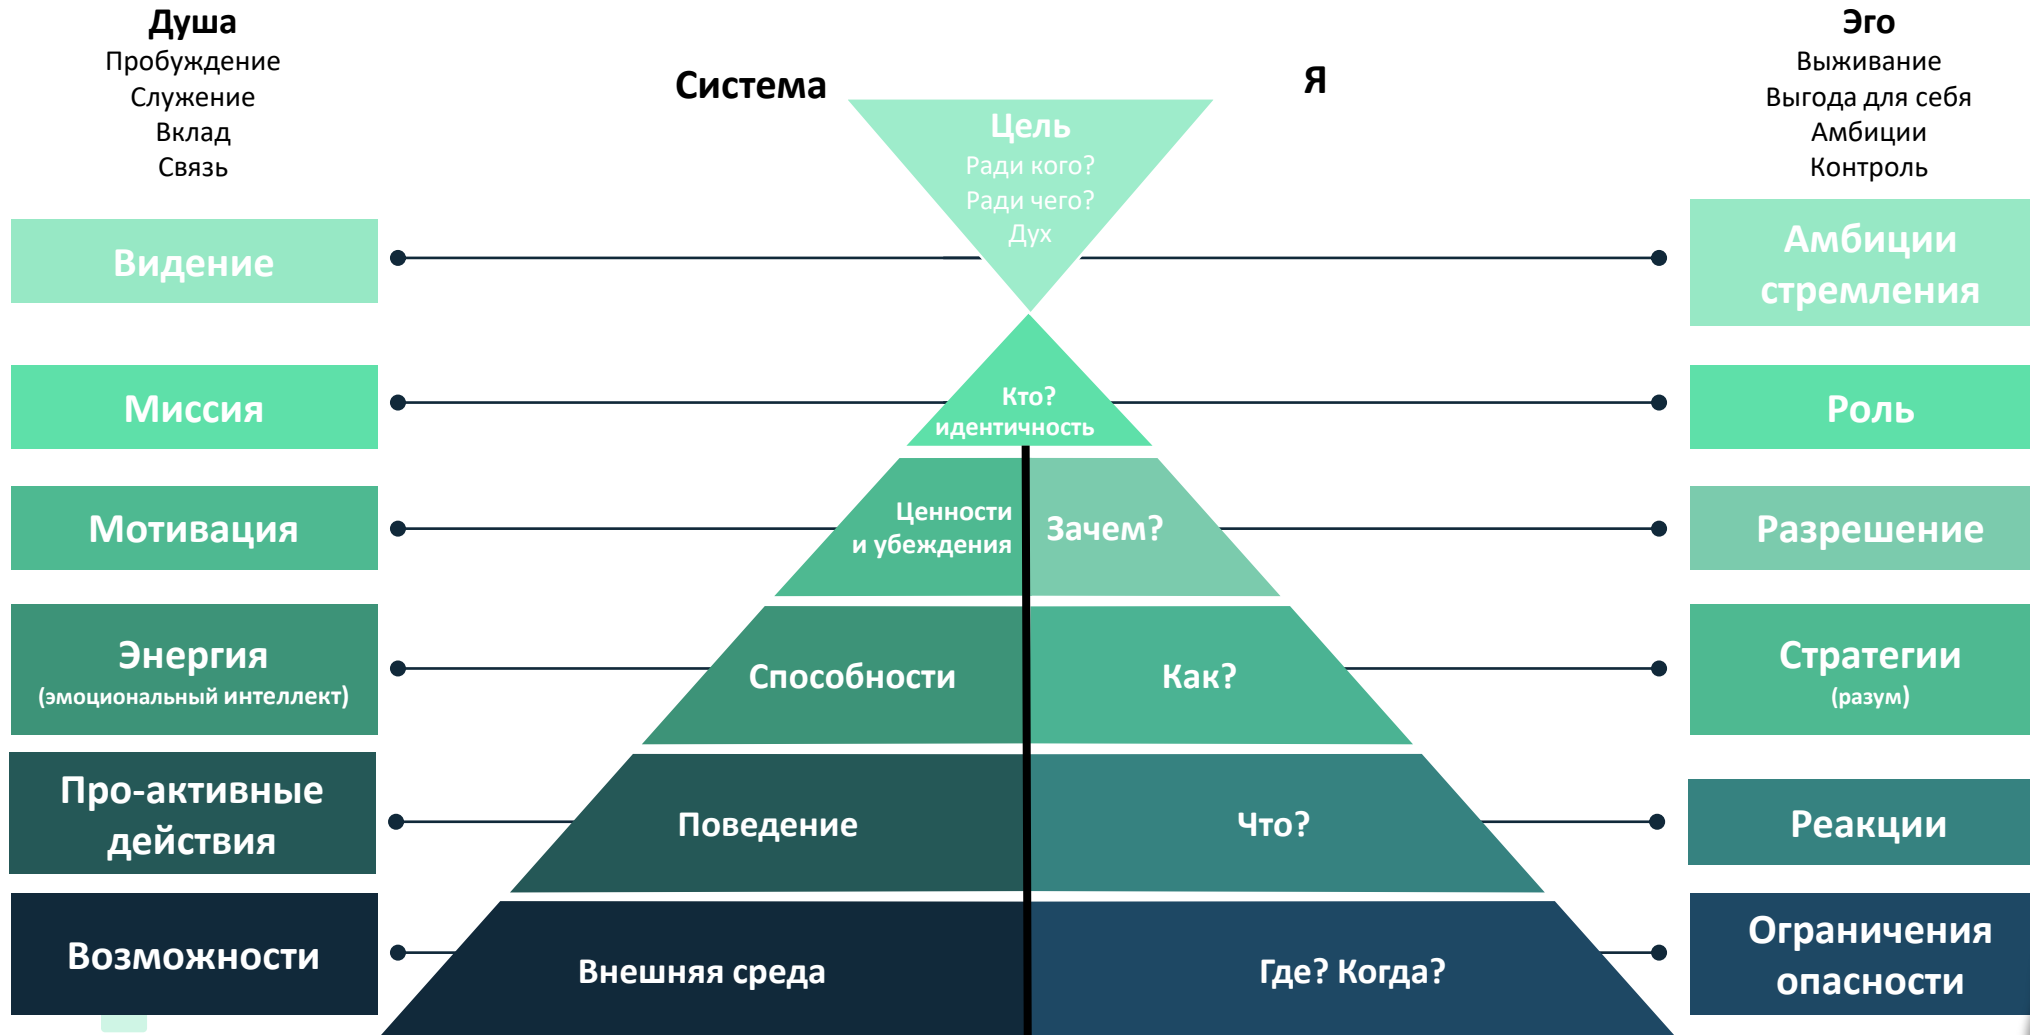 Душа
Пробуждение
Служение
Вклад
Связь
Система
Я
Эго
Выживание
Выгода для себя
Амбиции
Контроль
Цель
Ради кого?
Ради чего?
Дух
Видение
Амбиции
стремления
Миссия
Кто?
идентичность
Роль
Мотивация
Ценности
и убеждения
Зачем?
Разрешение
Энергия
(эмоциональный интеллект)
Способности
Как?
Стратегии
(разум)
Про-активные
действия
Поведение
Что?
Реакции
Возможности
Внешняя среда
Где? Когда?
Ограничения
опасности